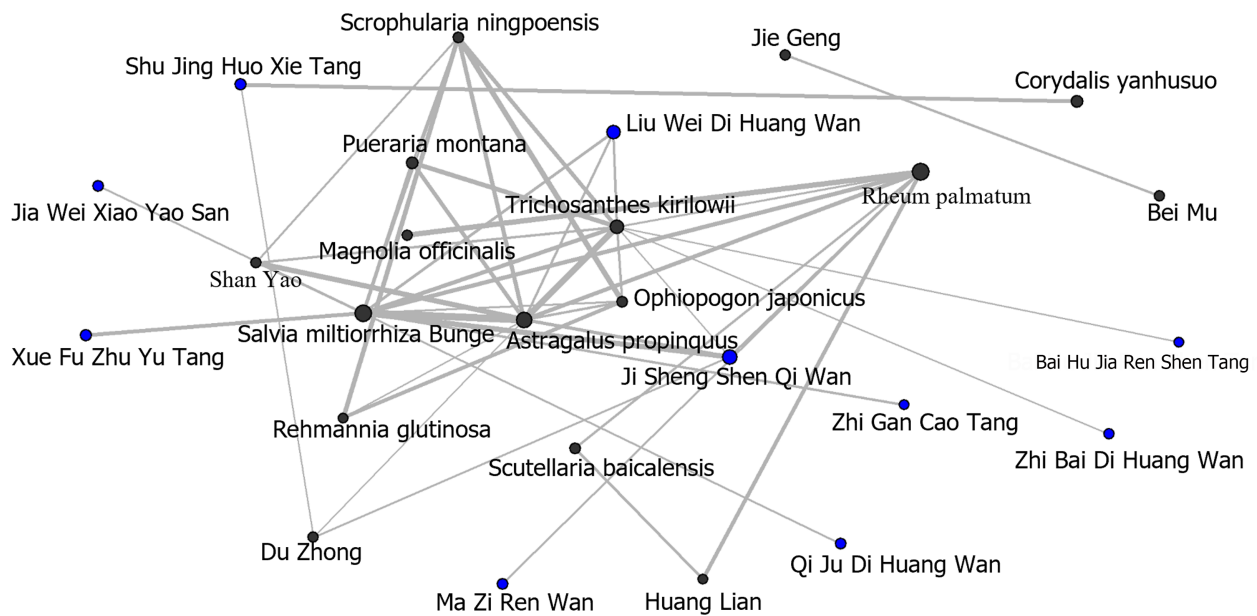 Scrophularia ningpoensis
Jie Geng
Shu Jing Huo Xie Tang
Corydalis yanhusuo
Liu Wei Di Huang Wan
Pueraria montana
Rheum palmatum
Trichosanthes kirilowii
Jia Wei Xiao Yao San
Bei Mu
Magnolia officinalis
Shan Yao
Ophiopogon japonicus
Salvia miltiorrhiza Bunge
Astragalus propinquus
Xue Fu Zhu Yu Tang
Bai Hu Jia Ren Shen Tang
Ji Sheng Shen Qi Wan
Zhi Gan Cao Tang
Rehmannia glutinosa
Zhi Bai Di Huang Wan
Scutellaria baicalensis
Du Zhong
Qi Ju Di Huang Wan
Ma Zi Ren Wan
Huang Lian